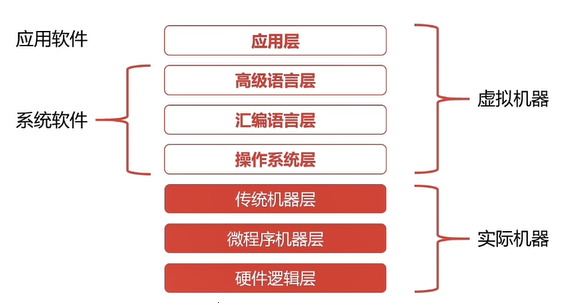 应用软件
应用层
高级语言层
系统软件
汇编语言层
操作系统层
虚拟机器
传统机器层
微程序机器层
硬件逻辑层
实际机器